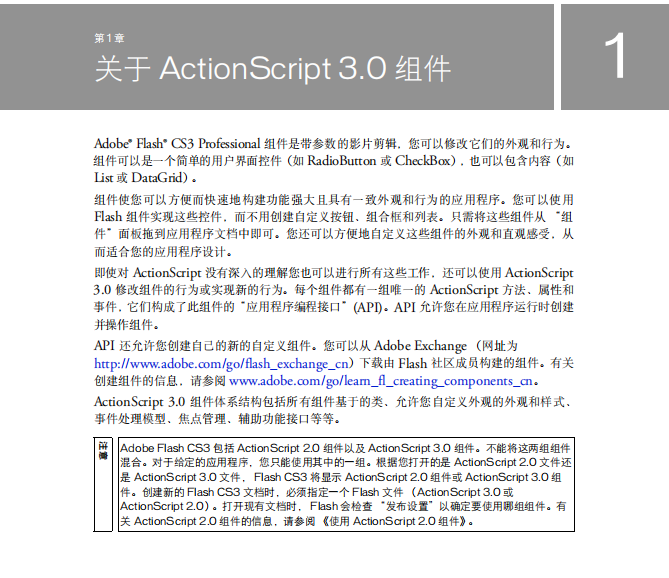 第1章
关于 ActionScript 3.0 组件
1
Adobe® Flash® CS3 Professional 组件是带参数的影片剪辑，您可以修改它们的外观和行为。
组件可以是一个简单的用户界面控件（如 RadioButton 或 CheckBox），也可以包含内容（如
List 或 DataGrid）。
组件使您可以方便而快速地构建功能强大且具有一致外观和行为的应用程序。您可以使用
Flash 组件实现这些控件，而不用创建自定义按钮、组合框和列表。只需将这些组件从 “组
件” 面板拖到应用程序文档中即可。您还可以方便地自定义这些组件的外观和直观感受，从
而适合您的应用程序设计。
即使对 ActionScript 没有深入的理解您也可以进行所有这些工作，还可以使用 ActionScript
3.0 修改组件的行为或实现新的行为。每个组件都有一组唯一的 ActionScript 方法、属性和
事件，它们构成了此组件的 “应用程序编程接口” (API)。API 允许您在应用程序运行时创建
并操作组件。
API 还允许您创建自己的新的自定义组件。您可以从 Adobe Exchange （网址为
http://www.adobe.com/go/flash_exchange_cn）下载由 Flash 社区成员构建的组件。有关
创建组件的信息，请参阅 www.adobe.com/go/learn_fl_creating_components_cn。
ActionScript 3.0 组件体系结构包括所有组件基于的类、允许您自定义外观的外观和样式、
事件处理模型、焦点管理、辅助功能接口等等。
注意
Adobe Flash CS3 包括 ActionScript 2.0 组件以及 ActionScript 3.0 组件。不能将这两组组件
混合。对于给定的应用程序，您只能使用其中的一组。根据您打开的是 ActionScript 2.0 文件还
是 ActionScript 3.0 文件， Flash CS3 将显示 ActionScript 2.0 组件或 ActionScript 3.0 组
件。创建新的 Flash CS3 文档时，必须指定一个 Flash 文件 （ActionScript 3.0 或
ActionScript 2.0）。打开现有文档时， Flash 会检查 “发布设置” 以确定要使用哪组组件。有
关 ActionScript 2.0 组件的信息，请参阅 《使用 ActionScript 2.0 组件》。